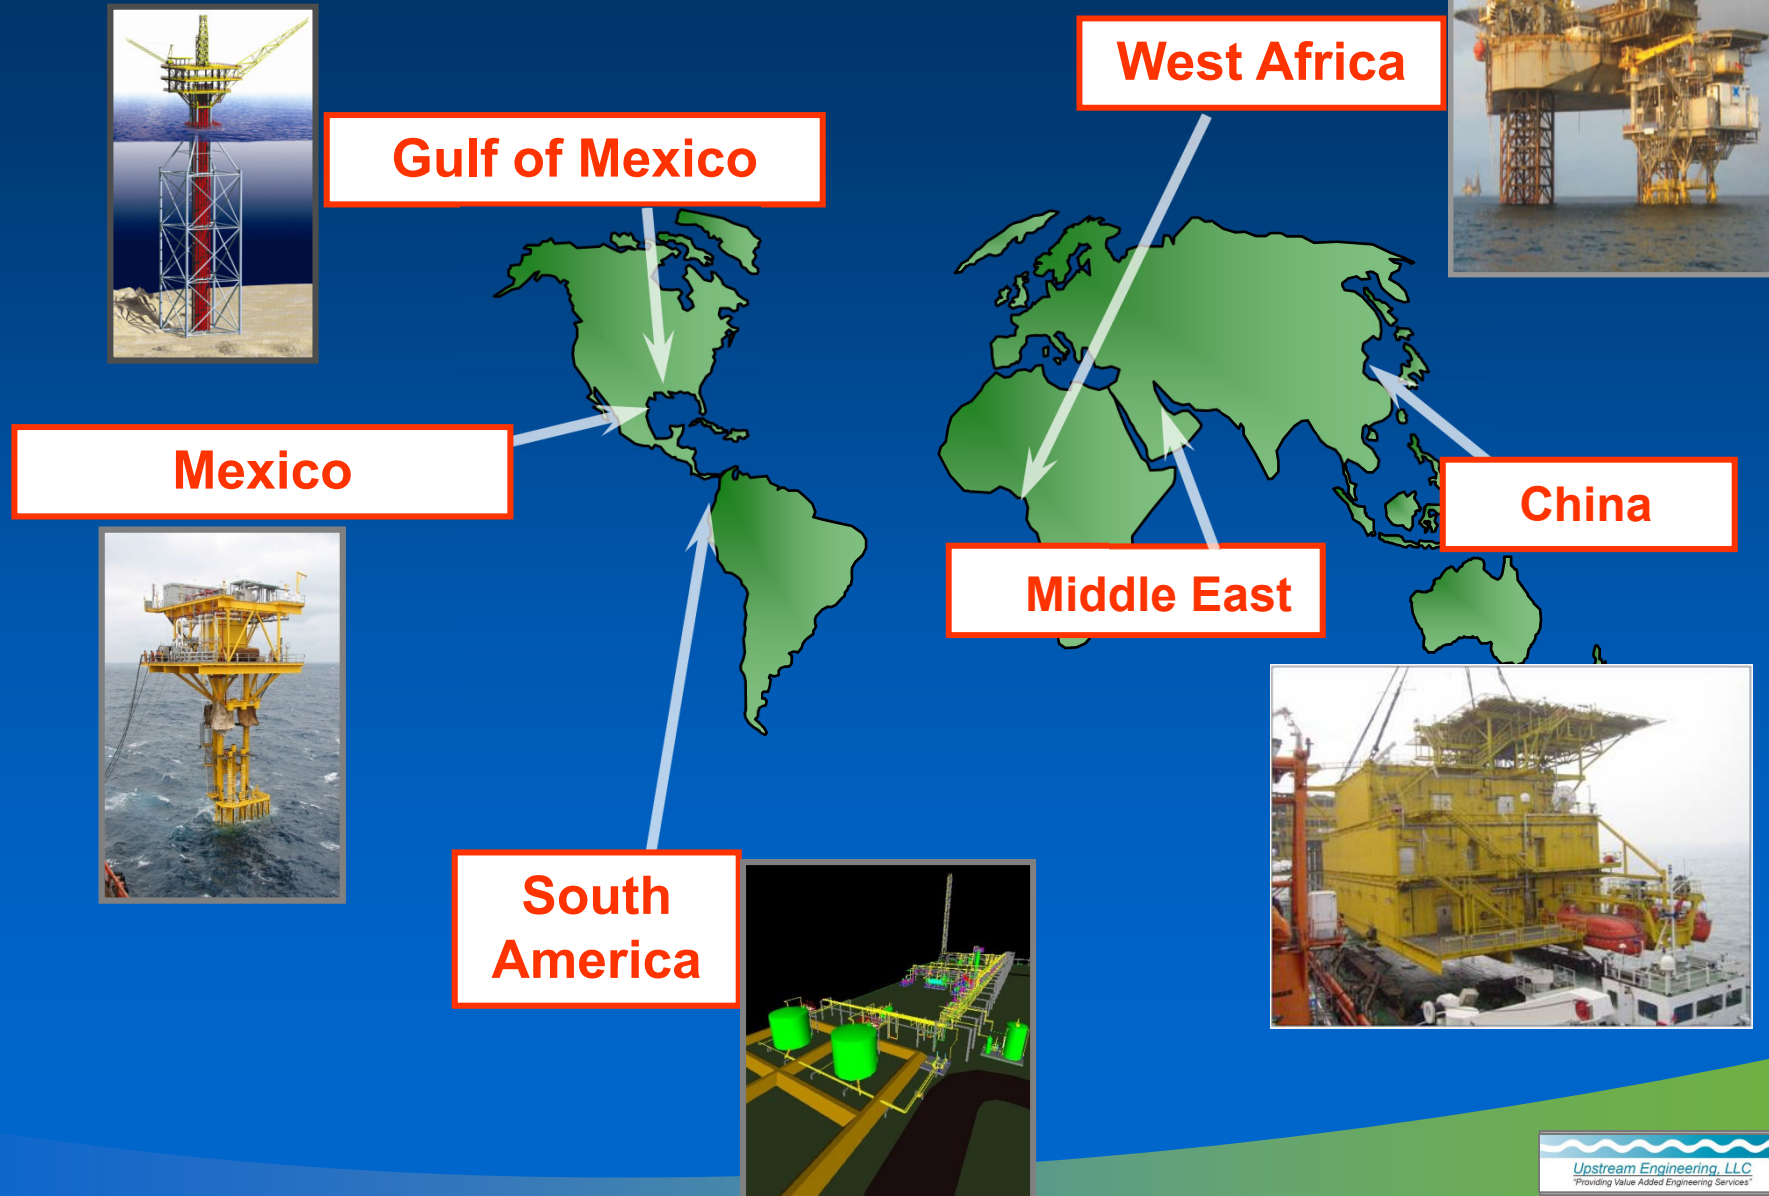 West Africa
Gulf of Mexico
Mexico
China
Middle East
South
America
Upstream Engineering, LLC
"Providing Value Added Engineering Services"